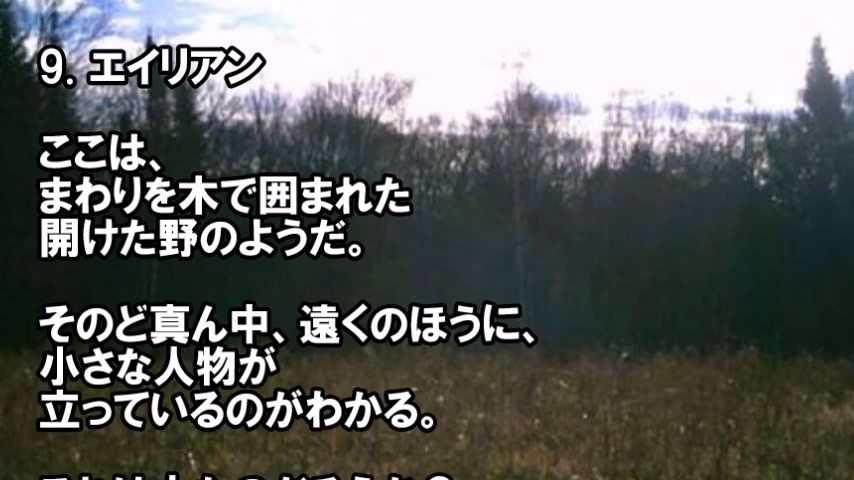 9. エイリアン
ここは、
まわりを木で囲まれた
開けた野のようだ。
そのど真ん中、遠くのほうに、
小さな人物が
立っているのがわかる。